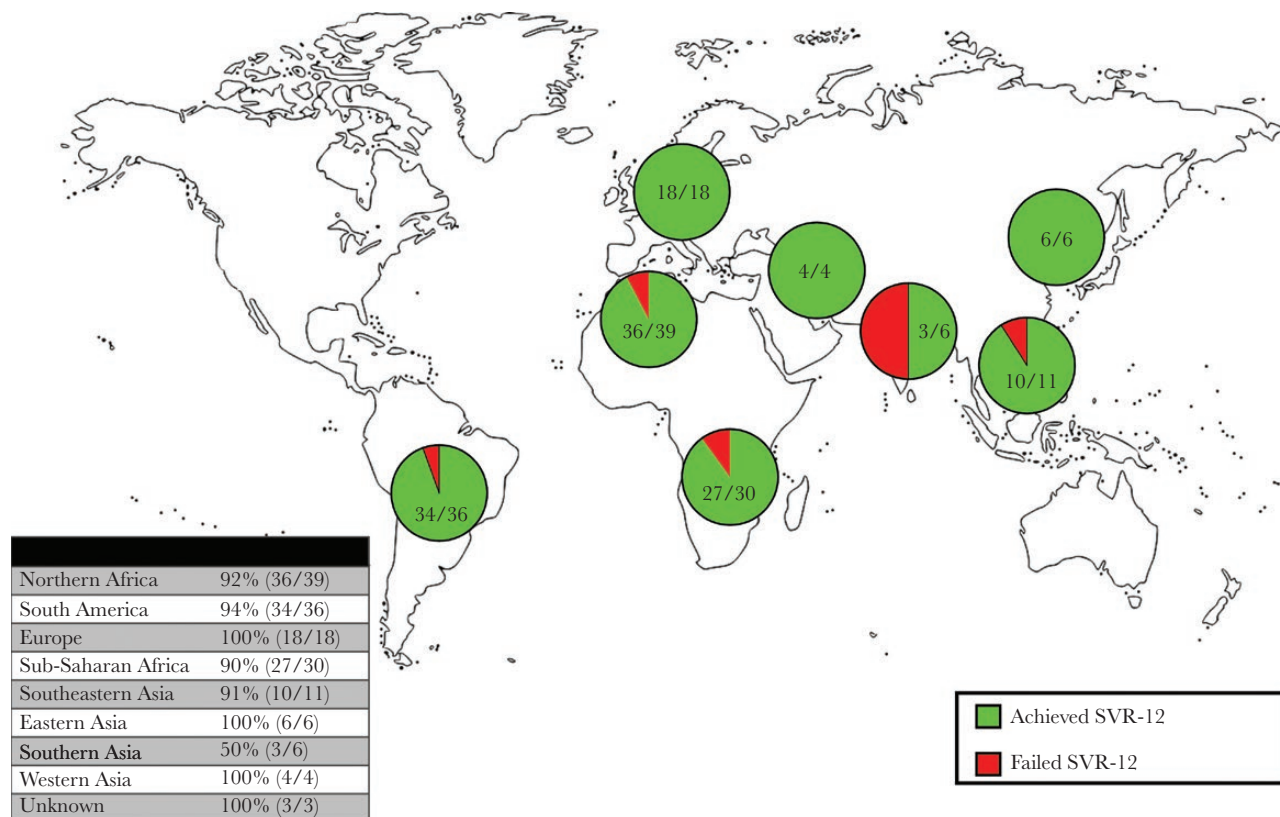 18/18
6/6
4/4
36/39
3/6
10/11
27/30
34/36
Northern Africa 92% (36/39)
South America 94% (34/36)
Europe 100% (18/18)
Sub-Saharan Africa 90% (27/30)
Southeastern Asia 91% (10/11)
Eastern Asia 100% (6/6)
Southern Asia 50% (3/6)
Western Asia 100% (4/4)
Unknown 100% (3/3)
Achieved SVR-12
Failed SVR-12